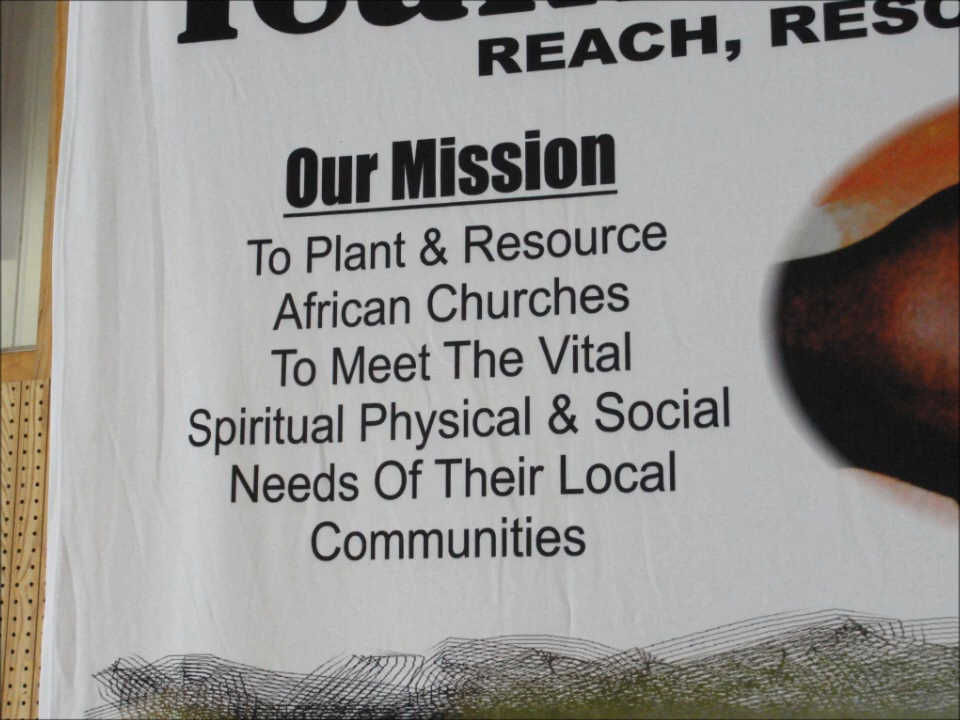 REACH,
Our Mission
To Plant & Resource
African Churches
To Meet The Vital
Spiritual Physical & Social
Needs Of Their Local
Communities